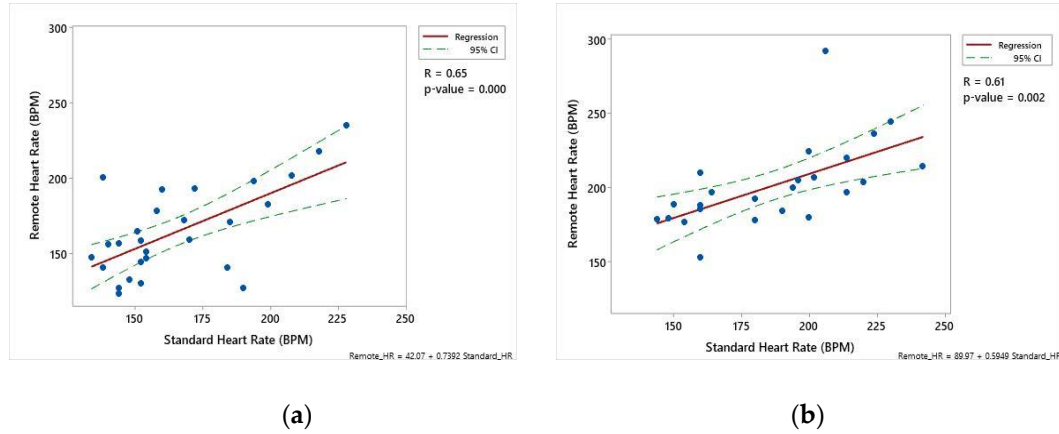 300
250
200
150
Remote Heart Rate (BPM)
125
150
175
200
225
250
Standard Heart Rate (BPM)
Regression
95% CI
R = 0.65
p-value = 0.000
Remote_HR = 42.07 + 0.7392 Standard_HR
(a)
300
250
200
150
Remote Heart Rate (BPM)
150
175
200
225
250
Standard Heart Rate (BPM)
Regression
95% CI
R = 0.61
p-value = 0.002
Remote_HR = 89.97 + 0.5949 Standard_HR
(b)